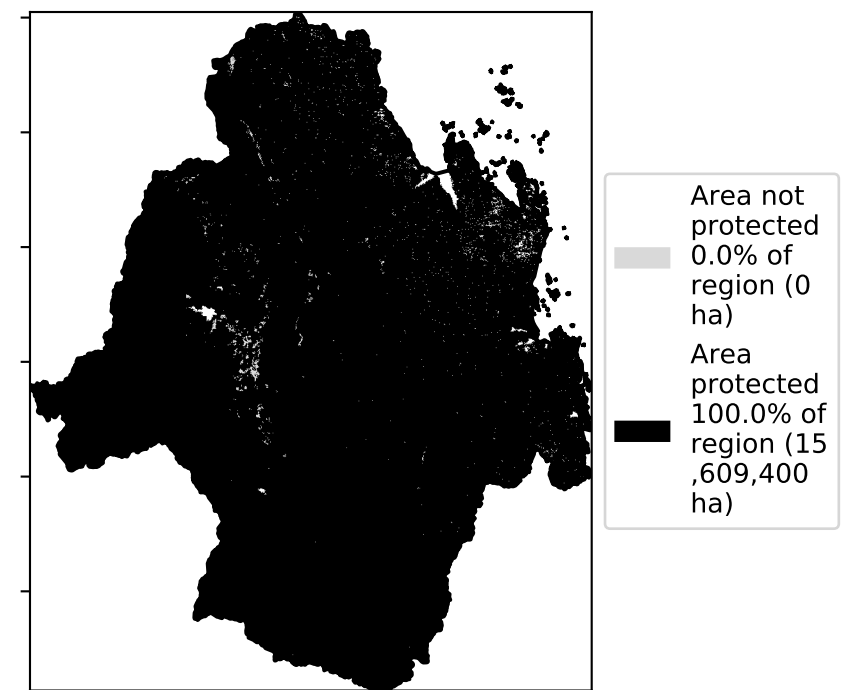 Area not
protected
0.0% of
region (0
ha)
Area
protected
100.0% of
region (15
,609,400
ha)